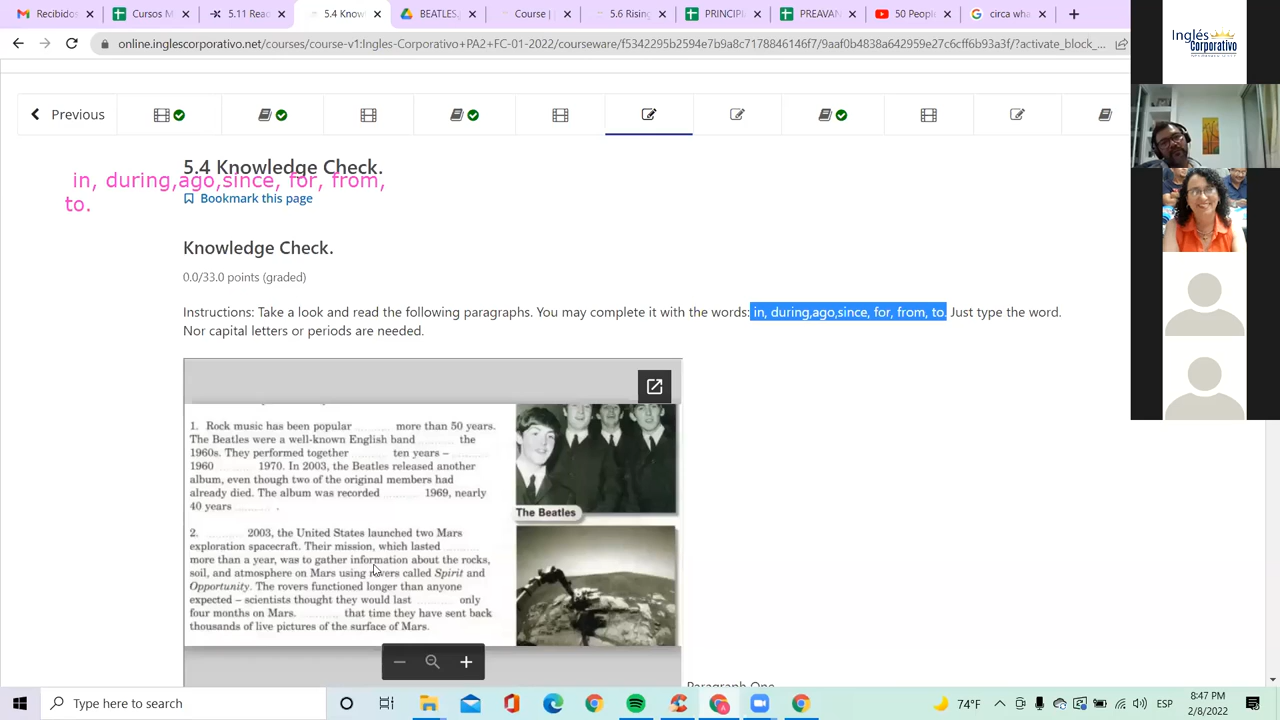 Recibidos
Cursos M
5.11 Reado
5.4 Know
BEATLES
Course
5.6 Rising
PRINCIPI
PREAVAN
50 People
circa wha
online.inglescorporativo.net/courses/course-v1:Ingles-Corporativo+PA2+FC-01-2022/courseware/f5342295b2594e7b9a8c7178846146f7/9aaf0b4838a642959e27c6cff6b93a3f/?activate_block_...
Previous
5.4 Knowledge Check.
in, during,ago,since, for, from,
to.
Bookmark this page
Knowledge Check.
0.0/33.0 points (graded)
Instructions: Take a look and read the following paragraphs. You may complete it with the words: in, during,ago,since, for, from, to. Just type the word.
Nor capital letters or periods are needed.
1. Rock music has been popular ........ more than 50 years.
The Beatles were a well-known English band ........ the
1960s. They performed together ........ ten years – ........
1960 ........ 1970. In 2003, the Beatles released another
album, even though two of the original members had
already died. The album was recorded ........ 1969, nearly
40 years ........ .
The Beatles
2. ........ 2003, the United States launched two Mars
exploration spacecraft. Their mission, which lasted ........
more than a year, was to gather information about the rocks,
soil, and atmosphere on Mars using rovers called Spirit and
Opportunity. The rovers functioned longer than anyone
expected – scientists thought they would last ........ only
four months on Mars. ........ that time they have sent back
thousands of live pictures of the surface of Mars.
Paragraph One
Inglés
Corporativo
Type here to search
74°F
ESP
8:47 PM
2/8/2022